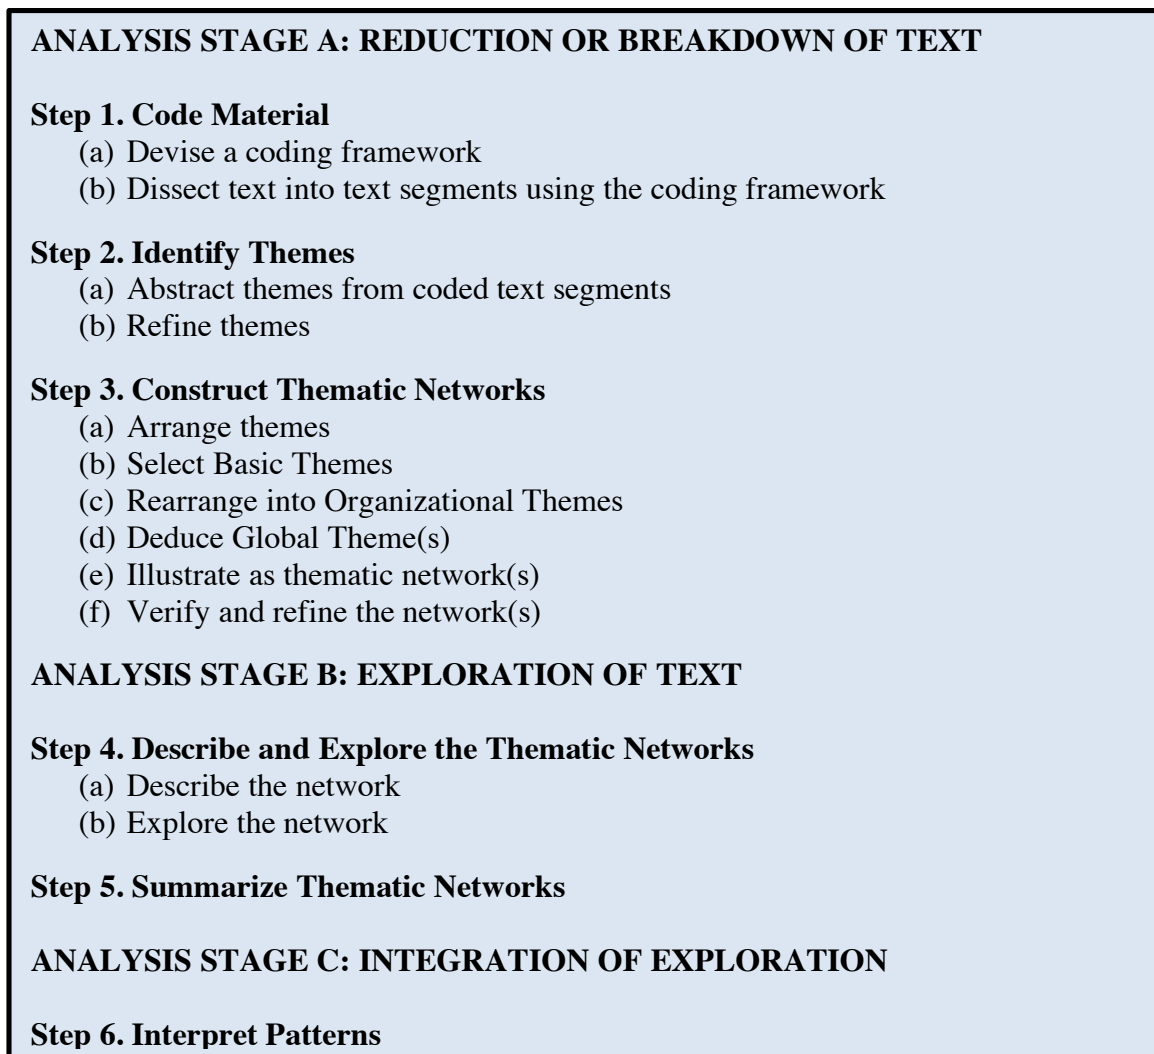 ANALYSIS STAGE A: REDUCTION OR BREAKDOWN OF TEXT
Step 1. Code Material
(a) Devise a coding framework
(b) Dissect text into text segments using the coding framework
Step 2. Identify Themes
(a) Abstract themes from coded text segments
(b) Refine themes
Step 3. Construct Thematic Networks
(a) Arrange themes
(b) Select Basic Themes
(c) Rearrange into Organizational Themes
(d) Deduce Global Theme(s)
(e) Illustrate as thematic network(s)
(f) Verify and refine the network(s)
ANALYSIS STAGE B: EXPLORATION OF TEXT
Step 4. Describe and Explore the Thematic Networks
(a) Describe the network
(b) Explore the network
Step 5. Summarize Thematic Networks
ANALYSIS STAGE C: INTEGRATION OF EXPLORATION
Step 6. Interpret Patterns